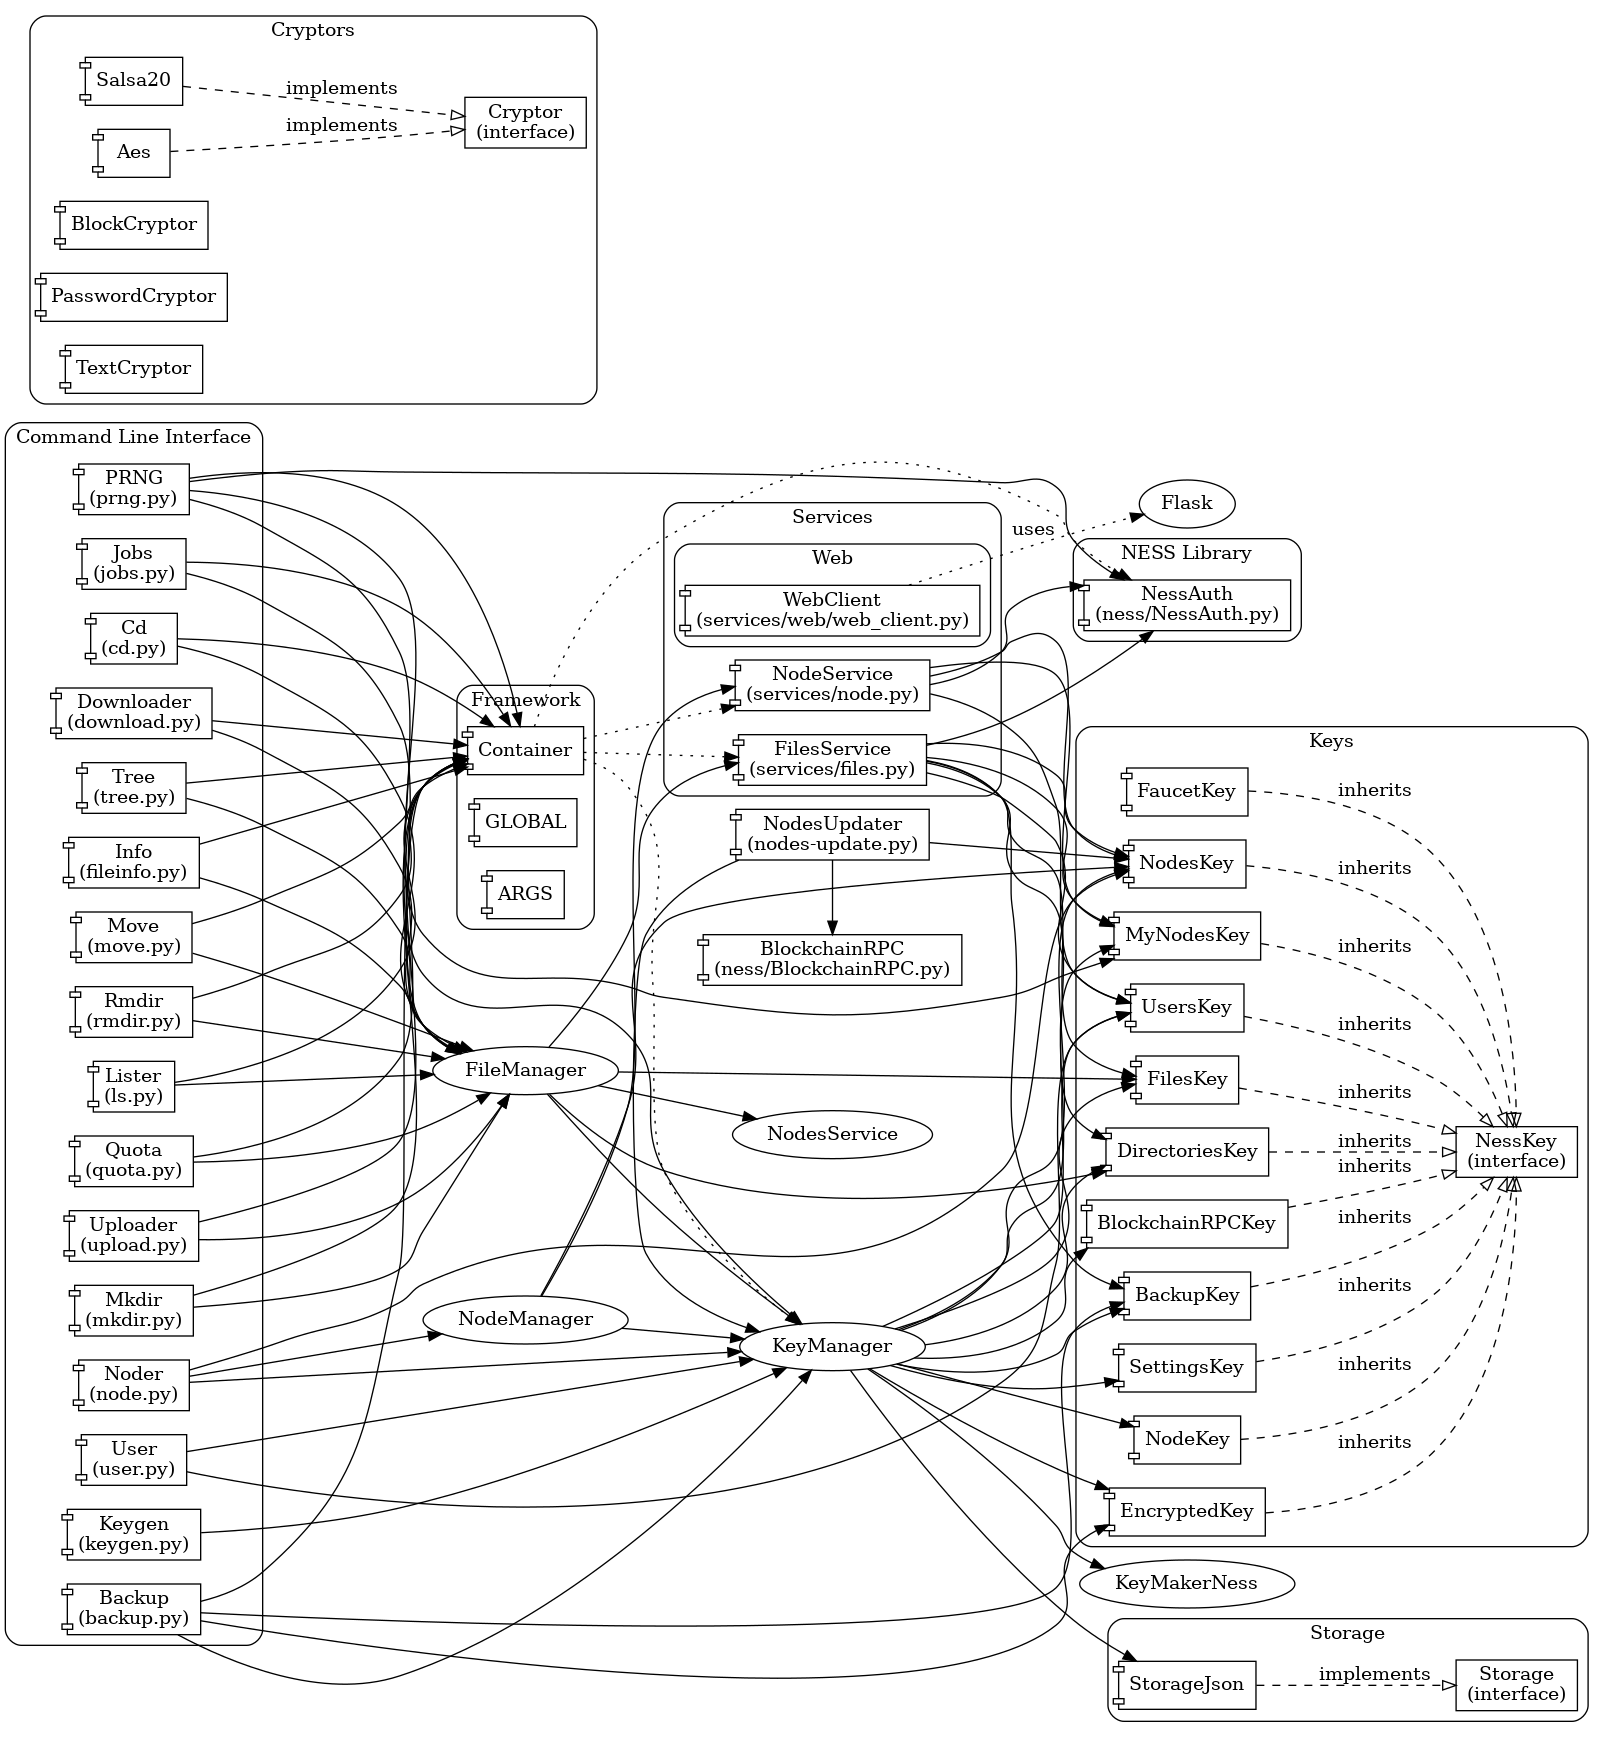 Cryptors
Salsa20
implements
Cryptor
(interface)
implements
Aes
BlockCryptor
PasswordCryptor
TextCryptor
Command Line Interface
PRNG
(prng.py)
Jobs
(jobs.py)
Cd
(cd.py)
Downloader
(download.py)
Tree
(tree.py)
Info
(fileinfo.py)
Move
(move.py)
Rmdir
(rmdir.py)
Lister
(ls.py)
Quota
(quota.py)
Uploader
(upload.py)
Mkdir
(mkdir.py)
Noder
(node.py)
User
(user.py)
Keygen
(keygen.py)
Backup
(backup.py)
Framework
Container
GLOBAL
ARGS
FileManager
NodeManager
Services
Web
WebClient
(services/web/web_client.py)
NodeService
(services/node.py)
FilesService
(services/files.py)
NodesUpdater
(nodes-update.py)
BlockchainRPC
(ness/BlockchainRPC.py)
NodesService
KeyManager
uses
Flask
NESS Library
NessAuth
(ness/NessAuth.py)
Keys
FaucetKey
inherits
NodesKey
inherits
MyNodesKey
inherits
UsersKey
inherits
FilesKey
inherits
DirectoriesKey
inherits
NessKey
(interface)
inherits
BlockchainRPCKey
inherits
BackupKey
inherits
SettingsKey
inherits
NodeKey
inherits
EncryptedKey
KeyMakerNess
Storage
StorageJson
implements
Storage
(interface)